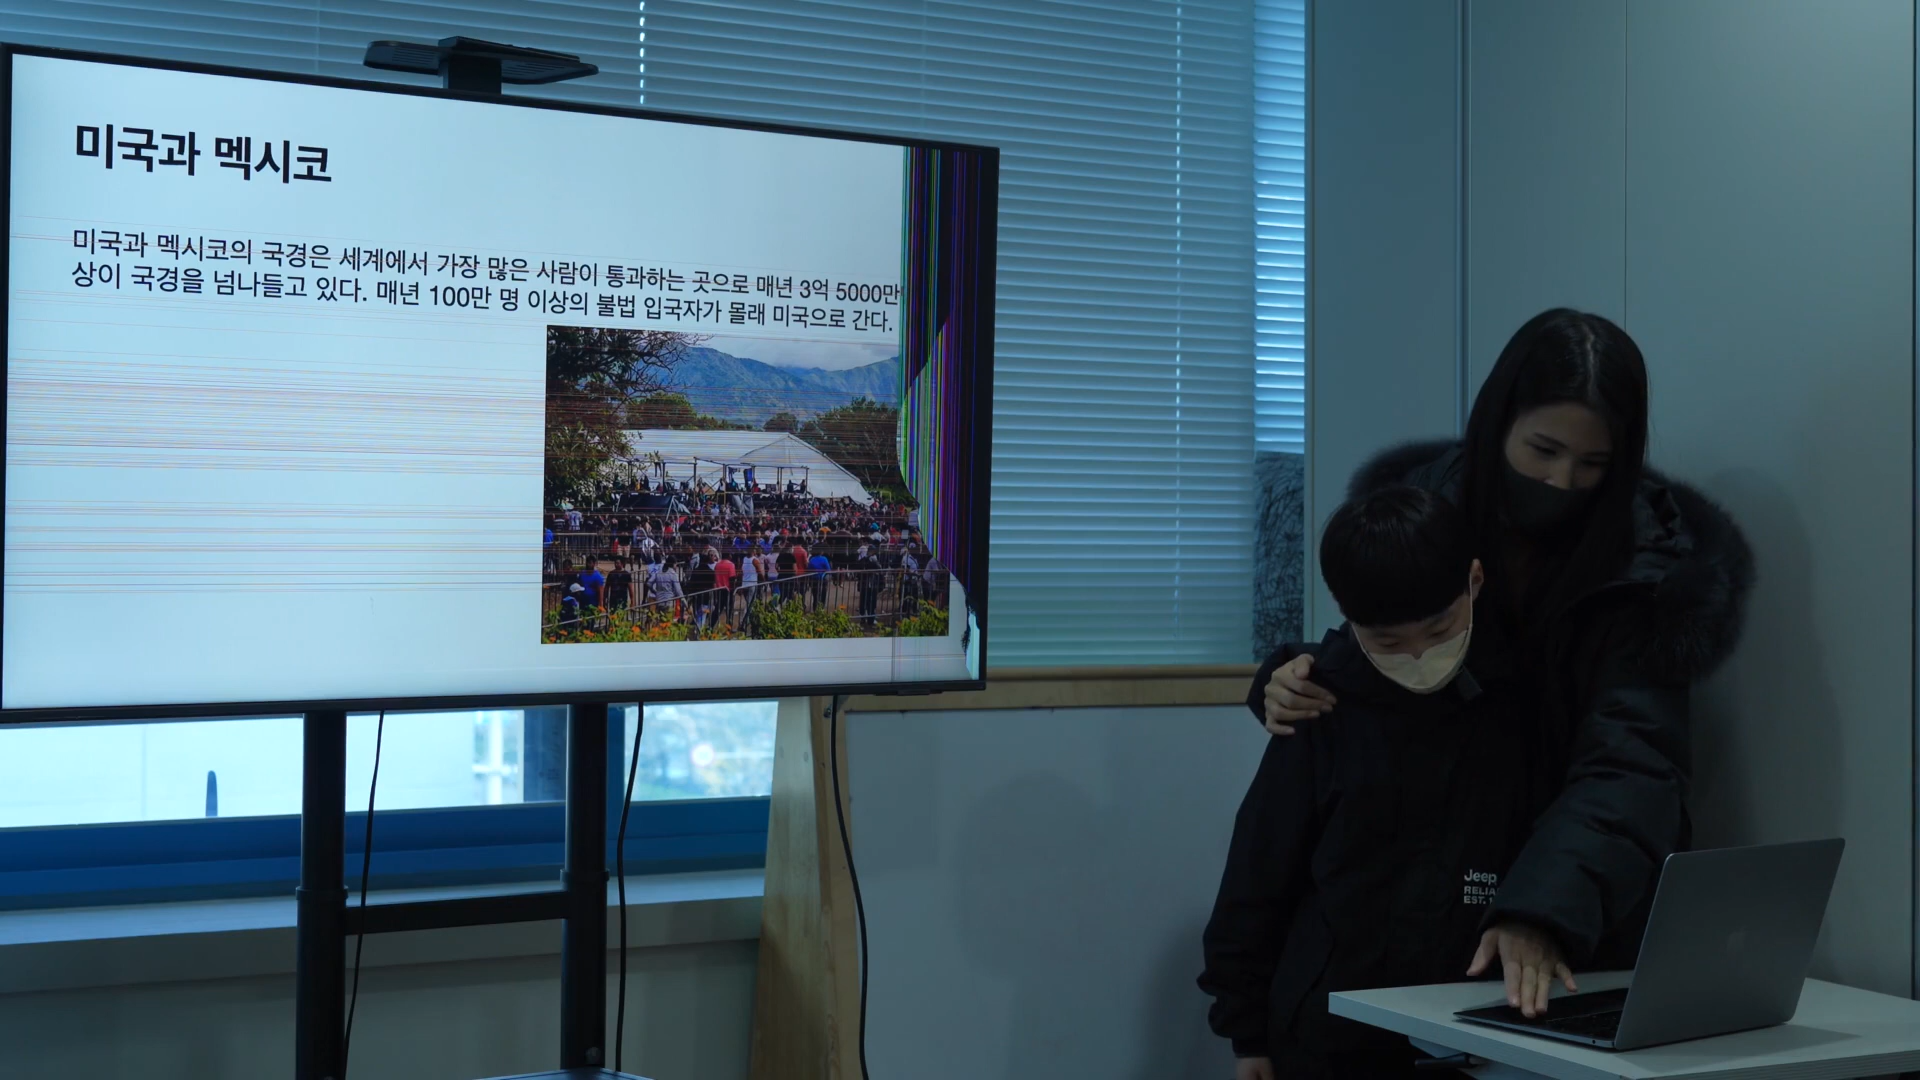 미국과 멕시코
미국과 멕시코의 국경은 세계에서 가장 많은 사람이 통과하는 곳으로 매년 3억 5000만
상이 국경을 넘나들고 있다. 매년 100만 명 이상의 불법 입국자가 몰래 미국으로 간다.
Jeep
EST.